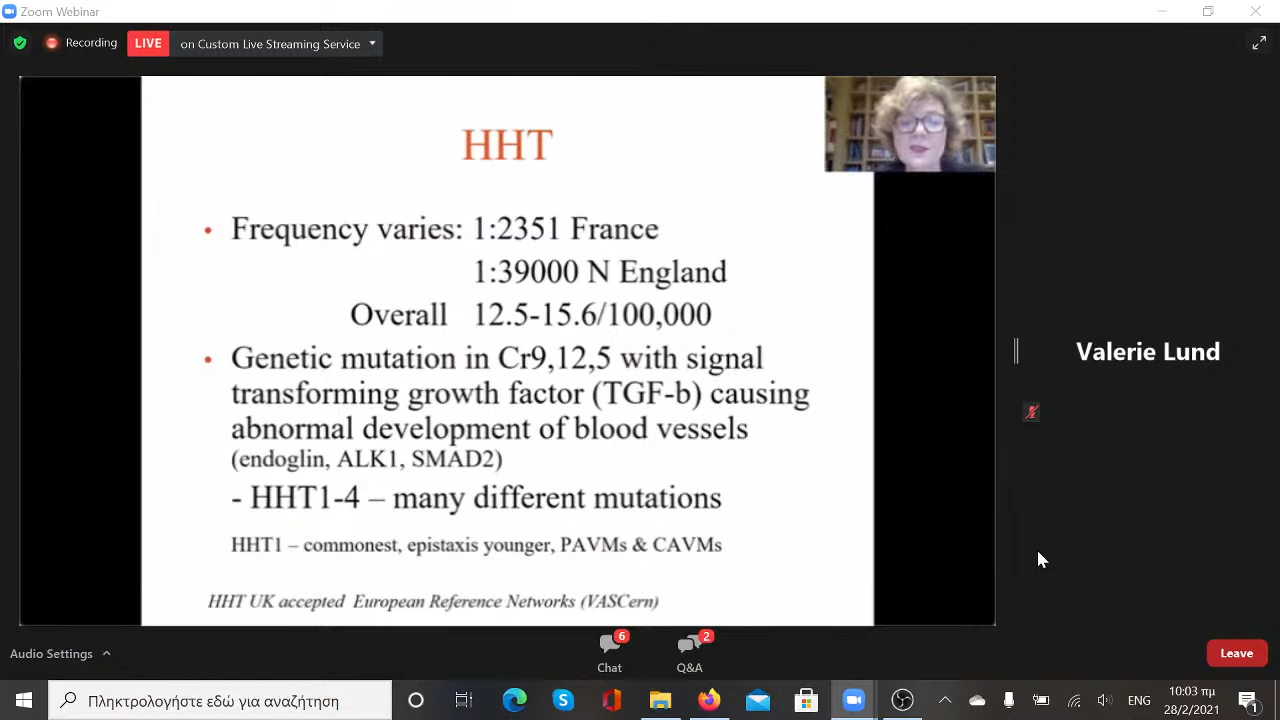 Zoom Webinar
Recording
LIVE
on Custom Live Streaming Service
HHT
• Frequency varies: 1:2351 France
1:39000 N England
Overall 12.5-15.6/100,000
• Genetic mutation in Cr9,12,5 with signal
transforming growth factor (TGF-b) causing
abnormal development of blood vessels
(endoglin, ALK1, SMAD2)
- HHT1-4 – many different mutations
HHT1 – commonest, epistaxis younger, PAVMs & CAVMs
HHT UK accepted European Reference Networks (VASCern)
Valerie Lund
Audio Settings
6
Chat
2
Q&A
Leave
Πληκτρολογήστε εδώ για αναζήτηση
ENG
10:03 πμ
28/2/2021
1